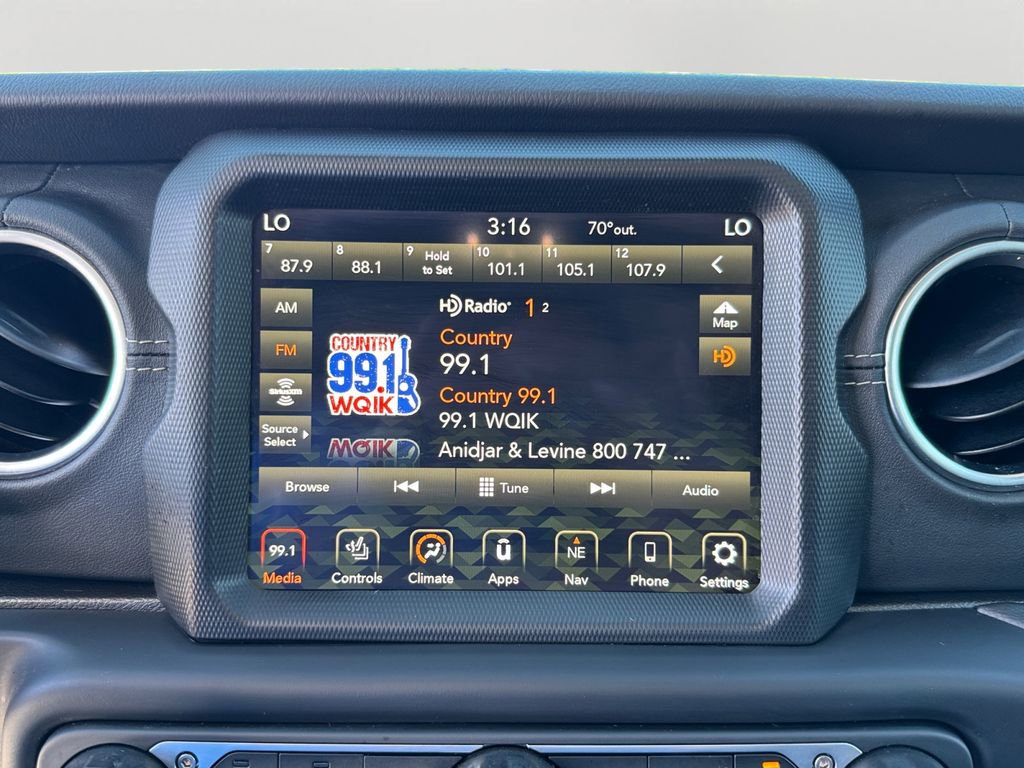 LO 3:16 70°out. LO
7 87.9 8 88.1 9 Hold to Set 10 101.1 11 105.1 12 107.9
AM HD Radio 1 2 Map
FM Country HD
COUNTRY 99.1
99.1
WQIK
SiriusXM Country 99.1
99.1 WQIK
Source Select Anidjar & Levine 800 747 ...
Browse Tune Audio
99.1 u NE
Media Controls Climate Apps Nav Phone Settings